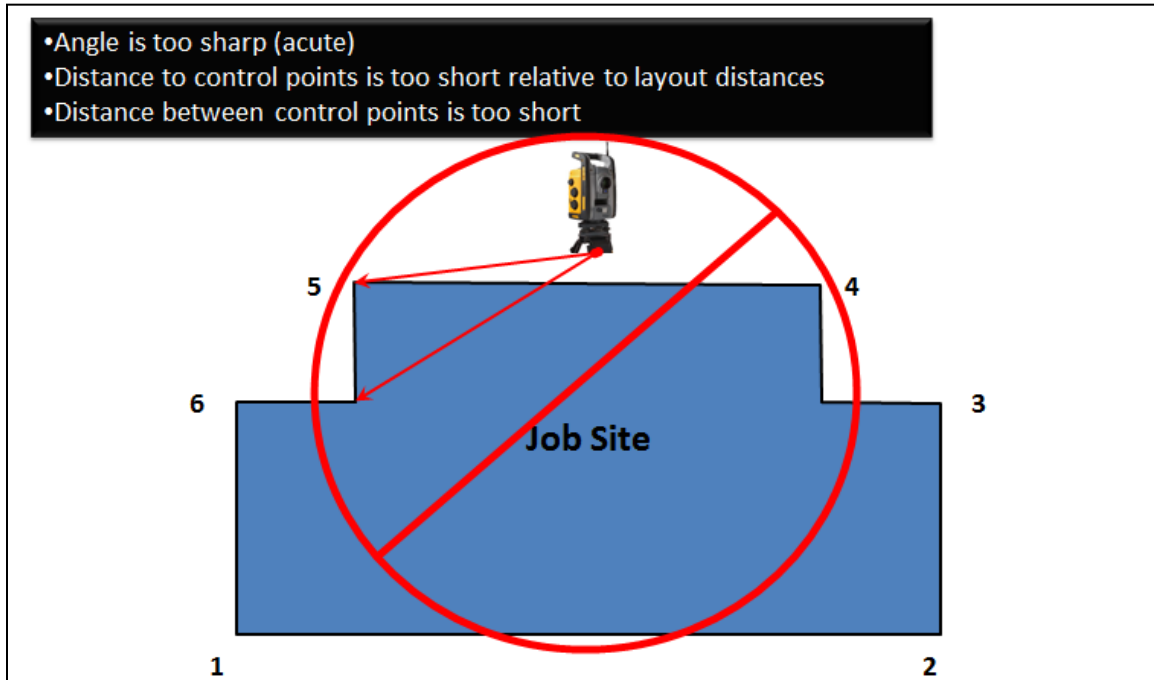 •Angle is too sharp (acute)
•Distance to control points is too short relative to layout distances
•Distance between control points is too short
5
4
6
3
Job Site
1
2